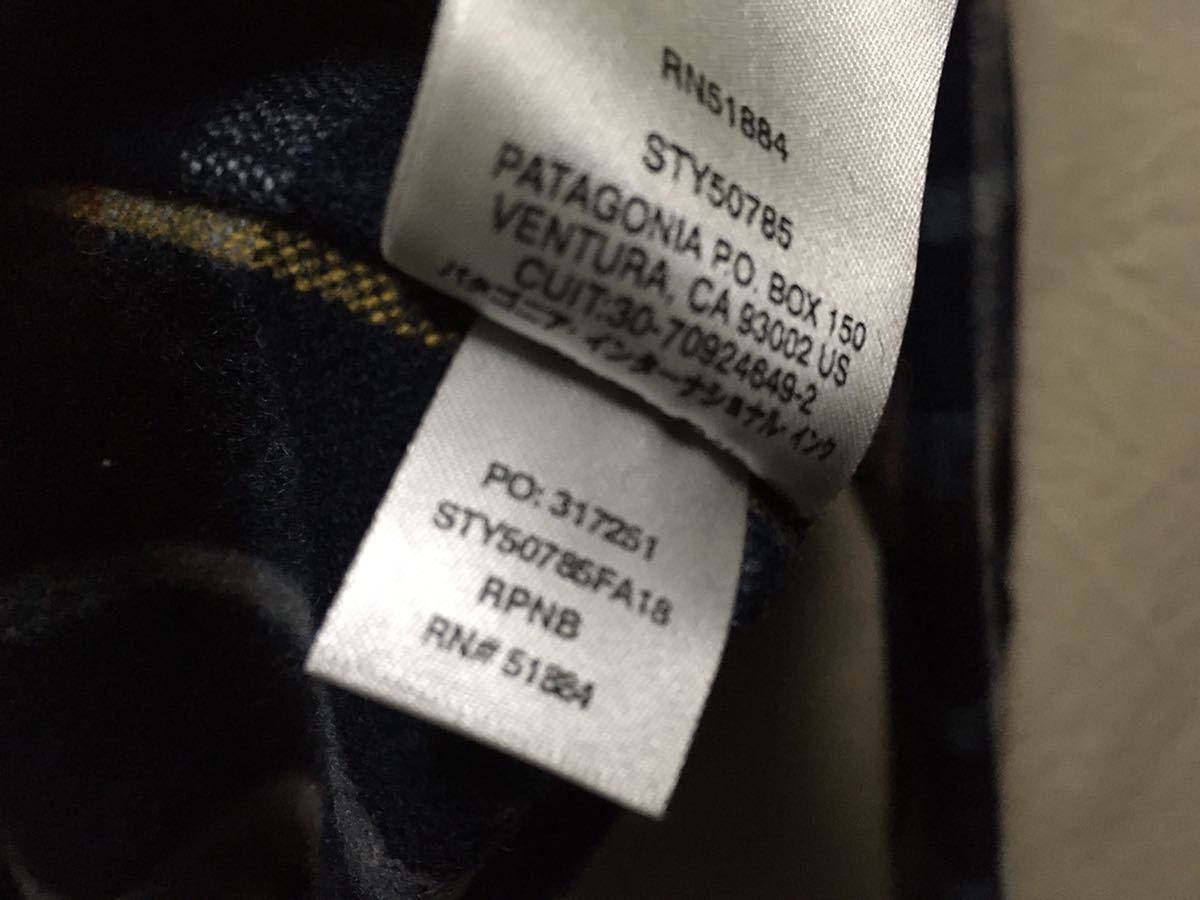 RN51884
STY50785
PATAGONIA P.O. BOX 150
VENTURA, CA 93002 US
CUIT:30-70924649-2
パタゴニア・インターナショナル・インク
PO: 317251
STY50785FA18
RPNB
RN# 51884